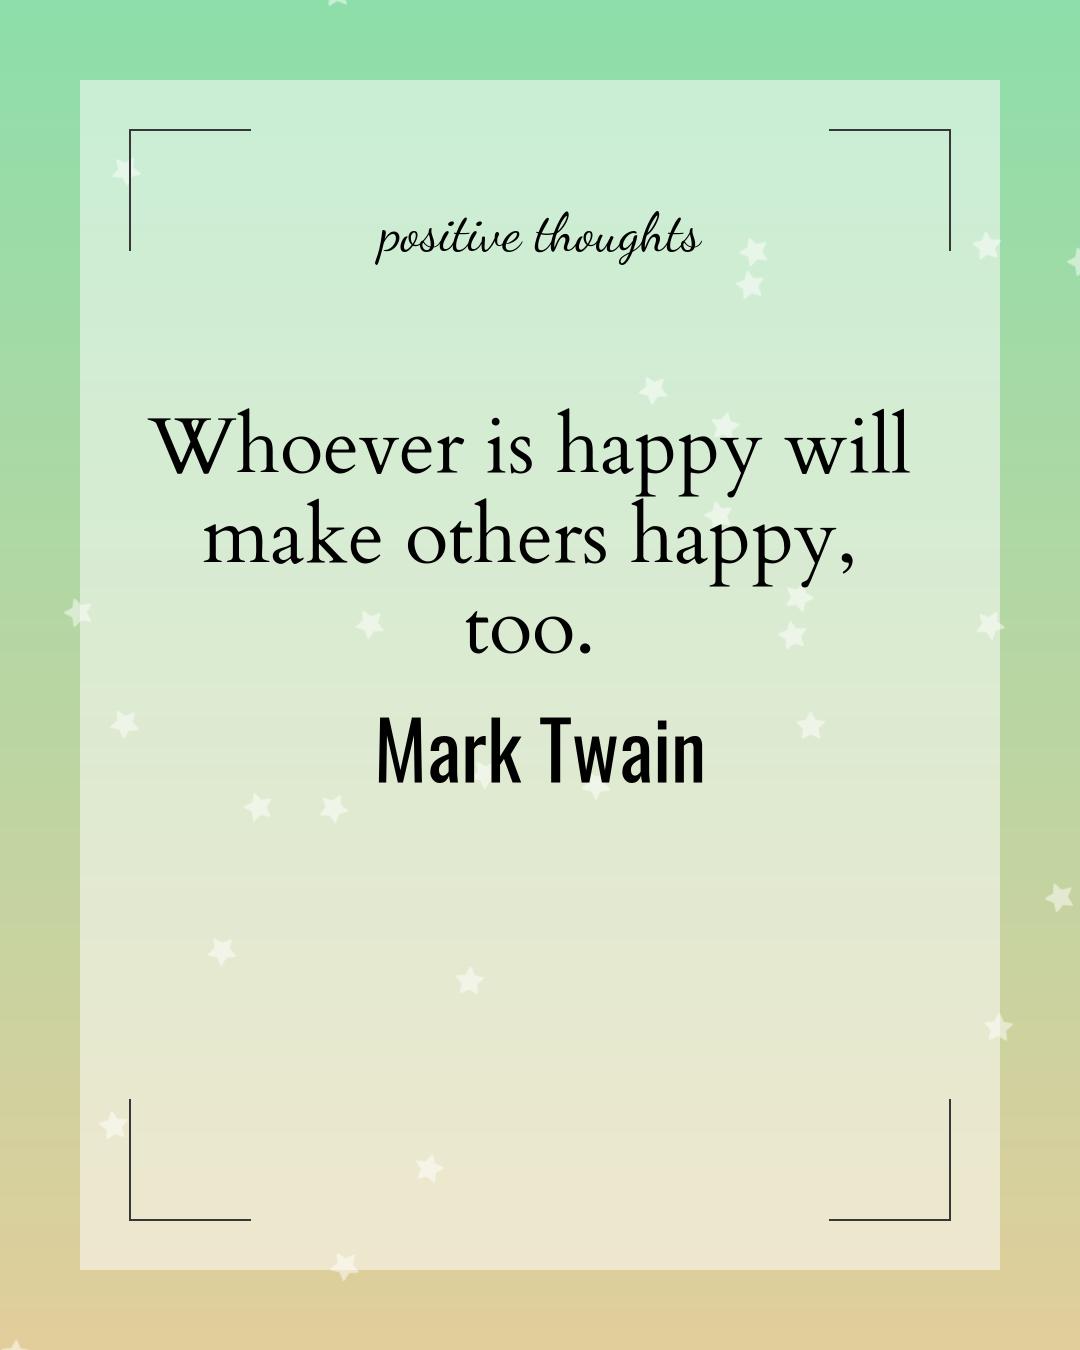 positive thoughts
Whoever is happy will
make others happy,
too.
Mark Twain